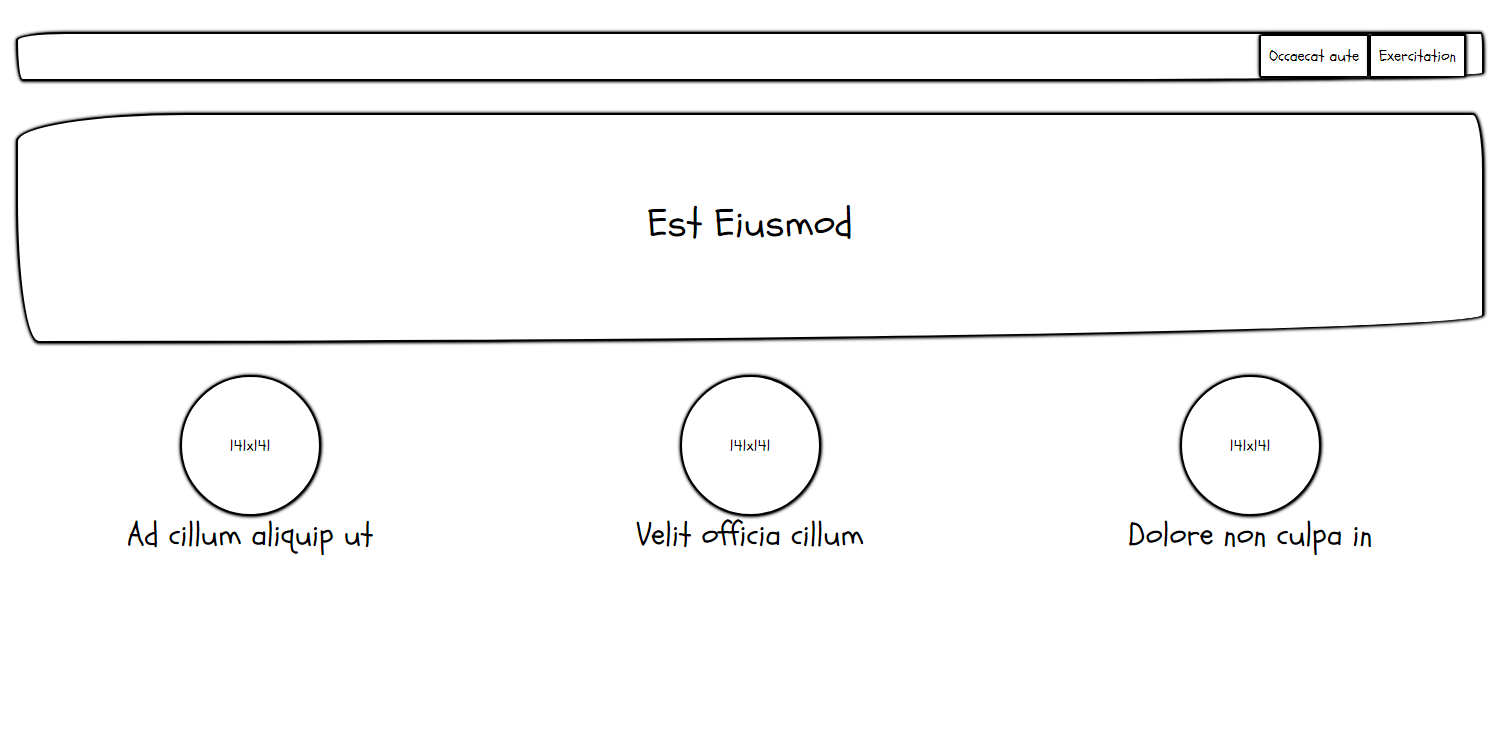 Occaecat aute Exercitation
Est Eiusmod
141x141 141x141 141x141
Ad cillum aliquip ut Velit officia cillum Dolore non culpa in